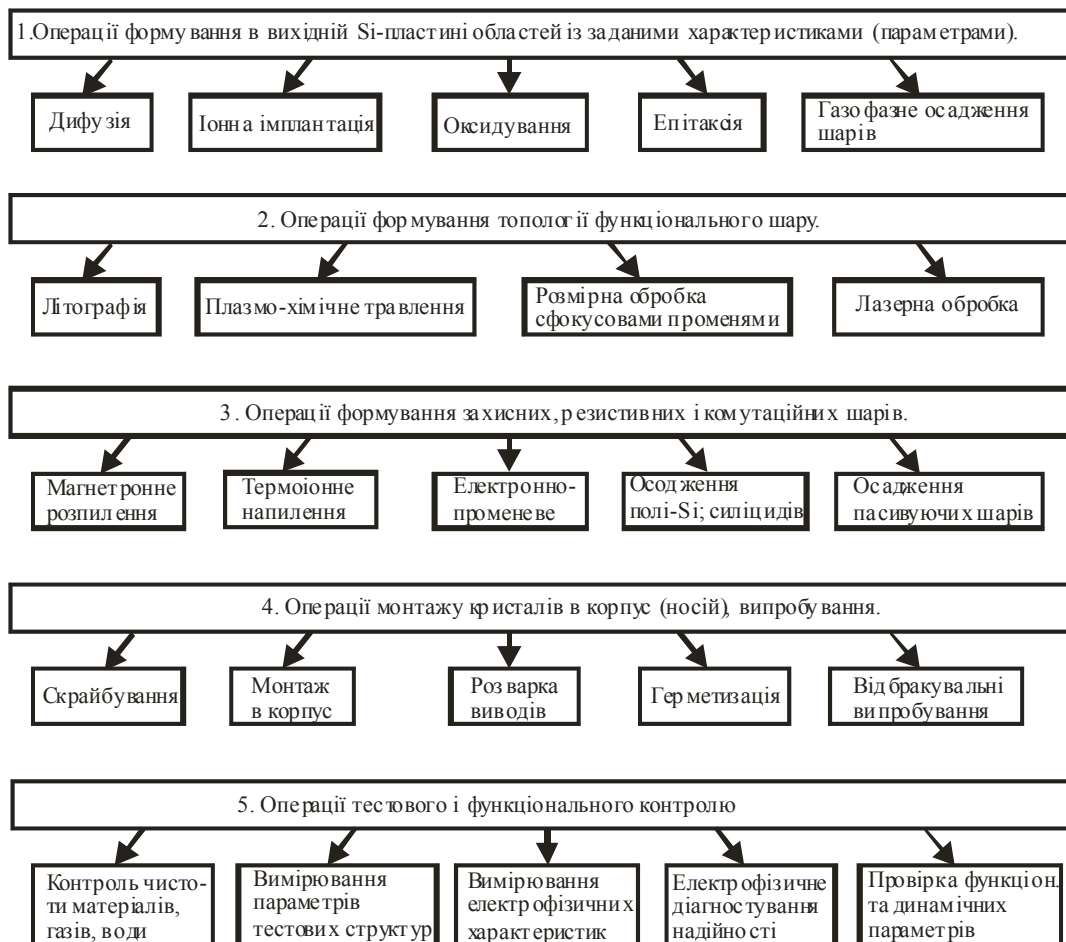 1.Операції формування в вихідній Si-пластині областей із заданими характеристиками (параметрами).
Дифузія
Іонна імплантація
Оксидування
Епітаксія
Газофазне осадження
шарів
2. Операції формування топології функціонального шару.
Літографія
Плазмо-хімічне травлення
Розмірна обробка
сфокусовами променями
Лазерна обробка
3. Операції формування захисних, резистивних і комутаційних шарів.
Магнетронне
розпилення
Термоіонне
напилення
Електронно-
променеве
Осодження
полі-Si; силіцидів
Осадження
пасивуючих шарів
4. Операції монтажу кристалів в корпус (носій), випробування.
Скрайбування
Монтаж
в корпус
Розварка
виводів
Герметизація
Відбракувальні
випробування
5. Операції тестового і функціонального контролю
Контроль чисто-
ти матеріалів,
газів, води
Вимірювання
параметрів
тестових структур
Вимірювання
електрофізичних
характеристик
Електрофізичне
діагностування
надійності
Провірка функціон.
та динамічних
параметрів